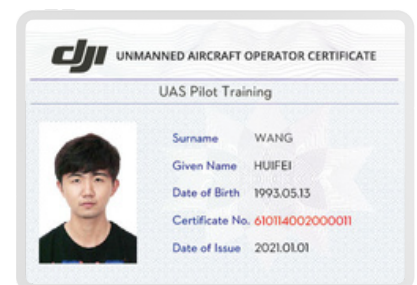 dji UNMANNED AIRCRAFT OPERATOR CERTIFICATE
UAS Pilot Training
Surname WANG
Given Name HUIFEI
Date of Birth 1993.05.13
Certificate No. 610114002000011
Date of Issue 2021.01.01